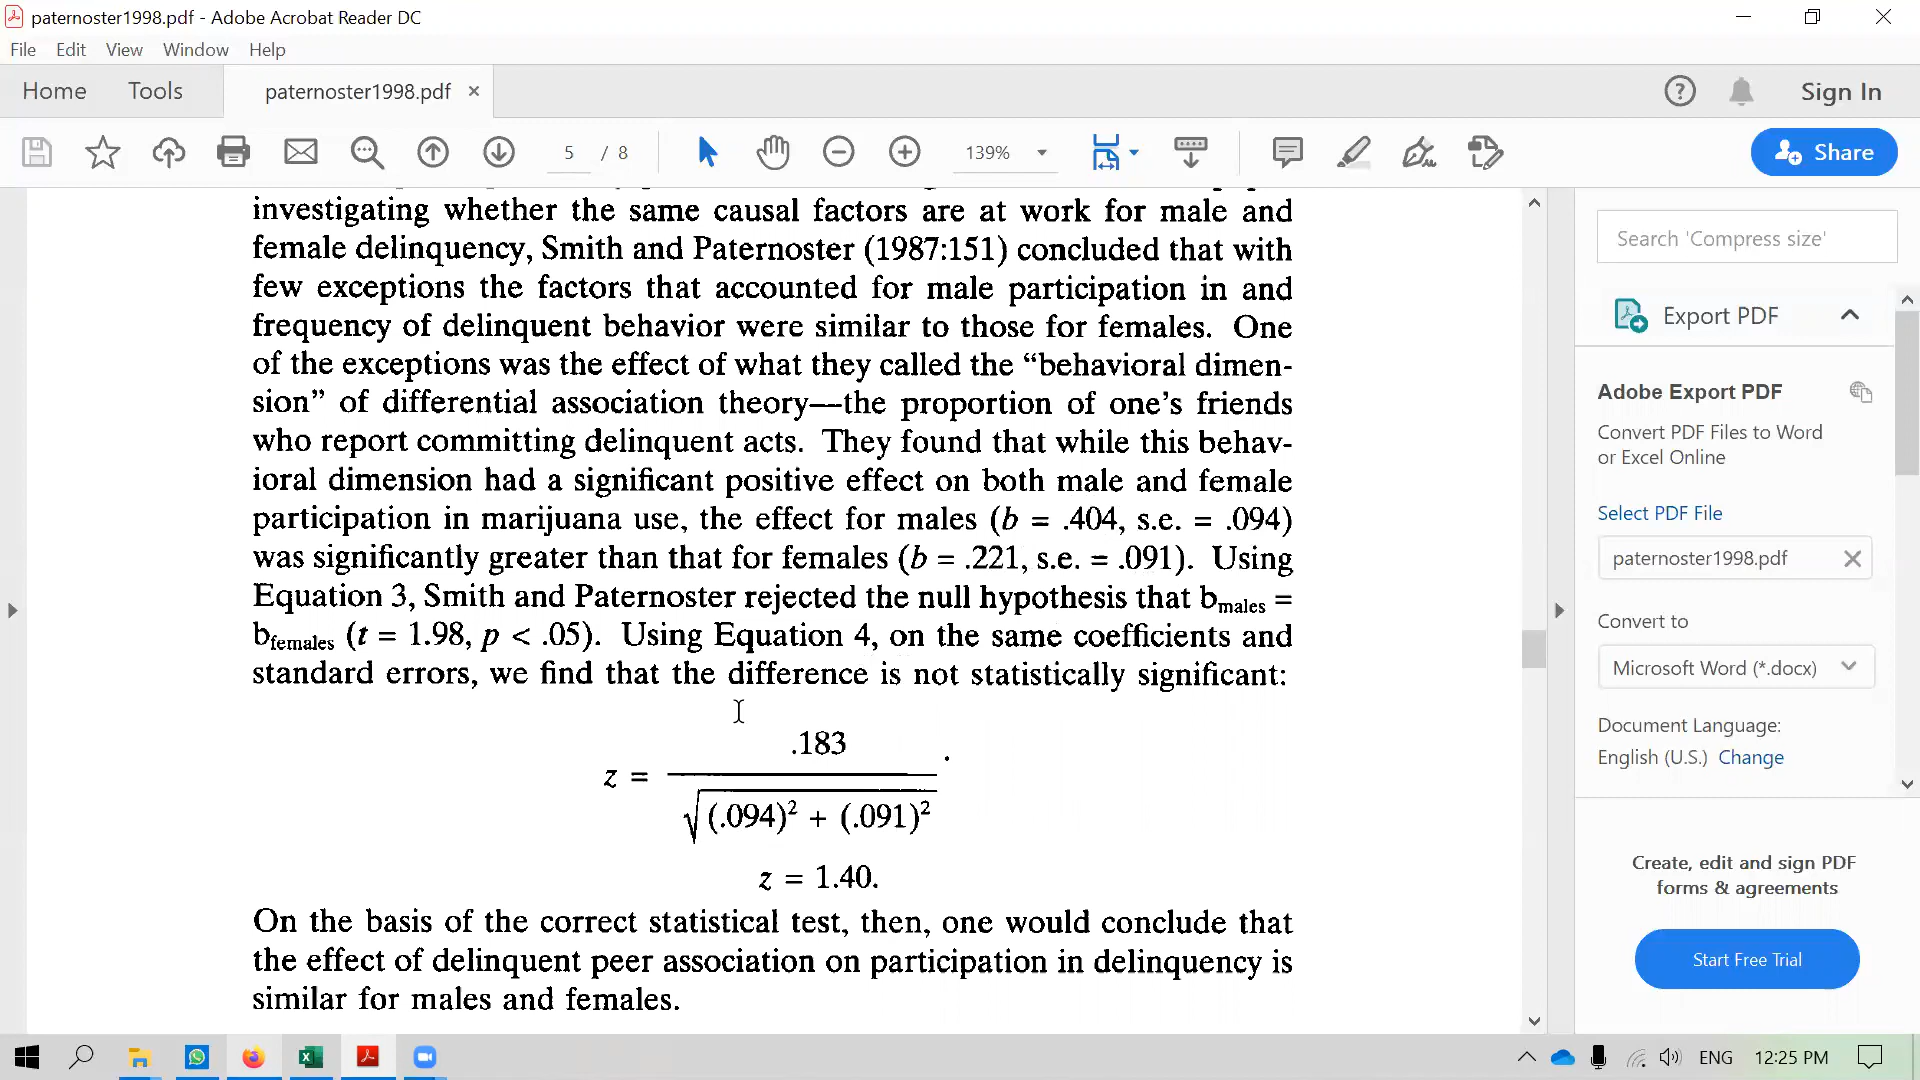 paternoster1998.pdf - Adobe Acrobat Reader DC
File Edit View Window Help
Home Tools paternoster1998.pdf × Sign In
5 / 8 139% Share
investigating whether the same causal factors are at work for male and
female delinquency, Smith and Paternoster (1987:151) concluded that with
few exceptions the factors that accounted for male participation in and
frequency of delinquent behavior were similar to those for females. One
of the exceptions was the effect of what they called the “behavioral dimen-
sion” of differential association theory—the proportion of one’s friends
who report committing delinquent acts. They found that while this behav-
ioral dimension had a significant positive effect on both male and female
participation in marijuana use, the effect for males (b = .404, s.e. = .094)
was significantly greater than that for females (b = .221, s.e. = .091). Using
Equation 3, Smith and Paternoster rejected the null hypothesis that bmales =
bfemales (t = 1.98, p < .05). Using Equation 4, on the same coefficients and
standard errors, we find that the difference is not statistically significant:
.183
z = .
√(.094)² + (.091)²
z = 1.40.
On the basis of the correct statistical test, then, one would conclude that
the effect of delinquent peer association on participation in delinquency is
similar for males and females.
Search 'Compress size'
Export PDF
Adobe Export PDF
Convert PDF Files to Word
or Excel Online
Select PDF File
paternoster1998.pdf
Convert to
Microsoft Word (*.docx)
Document Language:
English (U.S.) Change
Create, edit and sign PDF
forms & agreements
Start Free Trial
ENG 12:25 PM